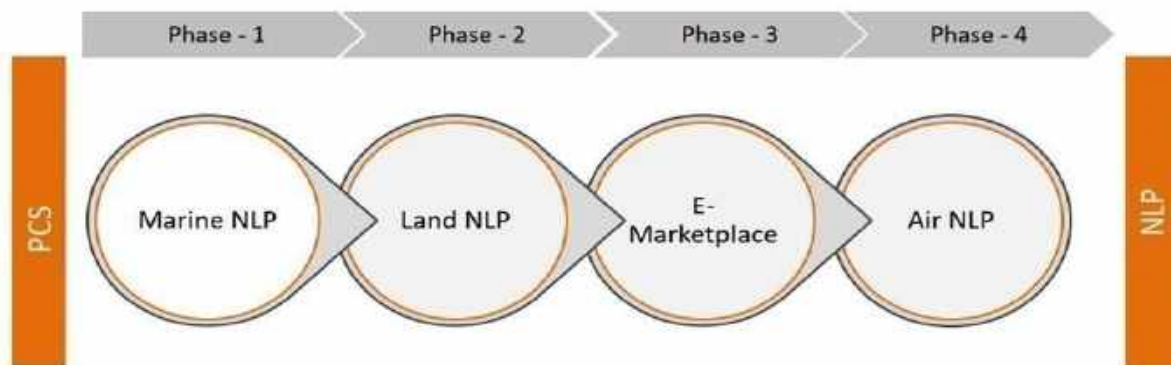 Phase - 1
Phase - 2
Phase - 3
Phase - 4
PCS
Marine NLP
Land NLP
E-
Marketplace
Air NLP
NLP